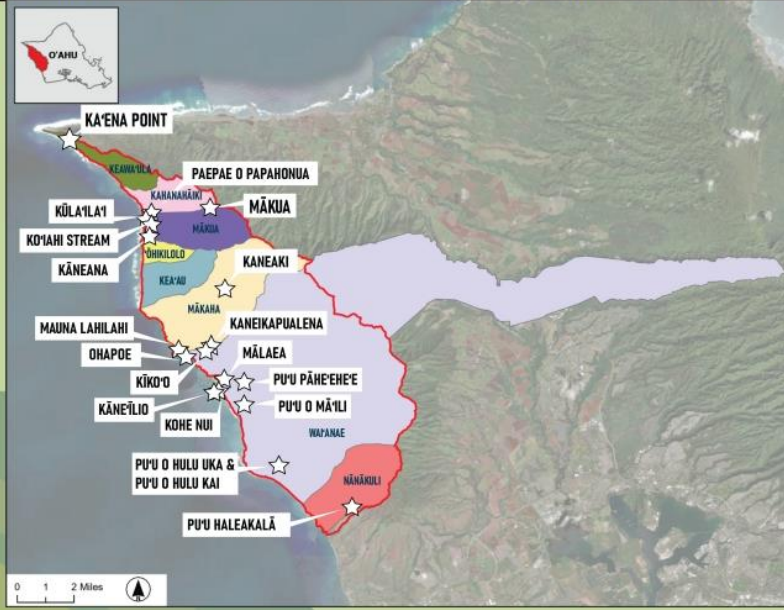 O'AHU
KA'ENA POINT
KEAWA'ULA
PAEPAE O PAPAHONUA
KAHANAHĀIKI
KŪLA'ILA'I
MĀKUA
KO'IAHI STREAM
MĀKUA
KĀNEANA
'ŌHIKILOLO
KEA'AU
KANEAKI
MĀKAHA
MAUNA LAHILAHI
KANEIKAPUALENA
OHAPOE
MĀLAEA
KĪKO'O
PU'U PĀHE'EHE'E
KĀNE'ĪLIO
KOHE NUI
PU'U O MĀ'ILI
WAI'ANAE
PU'U O HULU UKA &
PU'U O HULU KAI
NĀNĀKULI
PU'U HALEAKALĀ
0 1 2 Miles